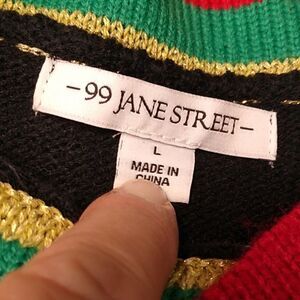 -99 JANE STREET-
L
MADE IN
CHINA